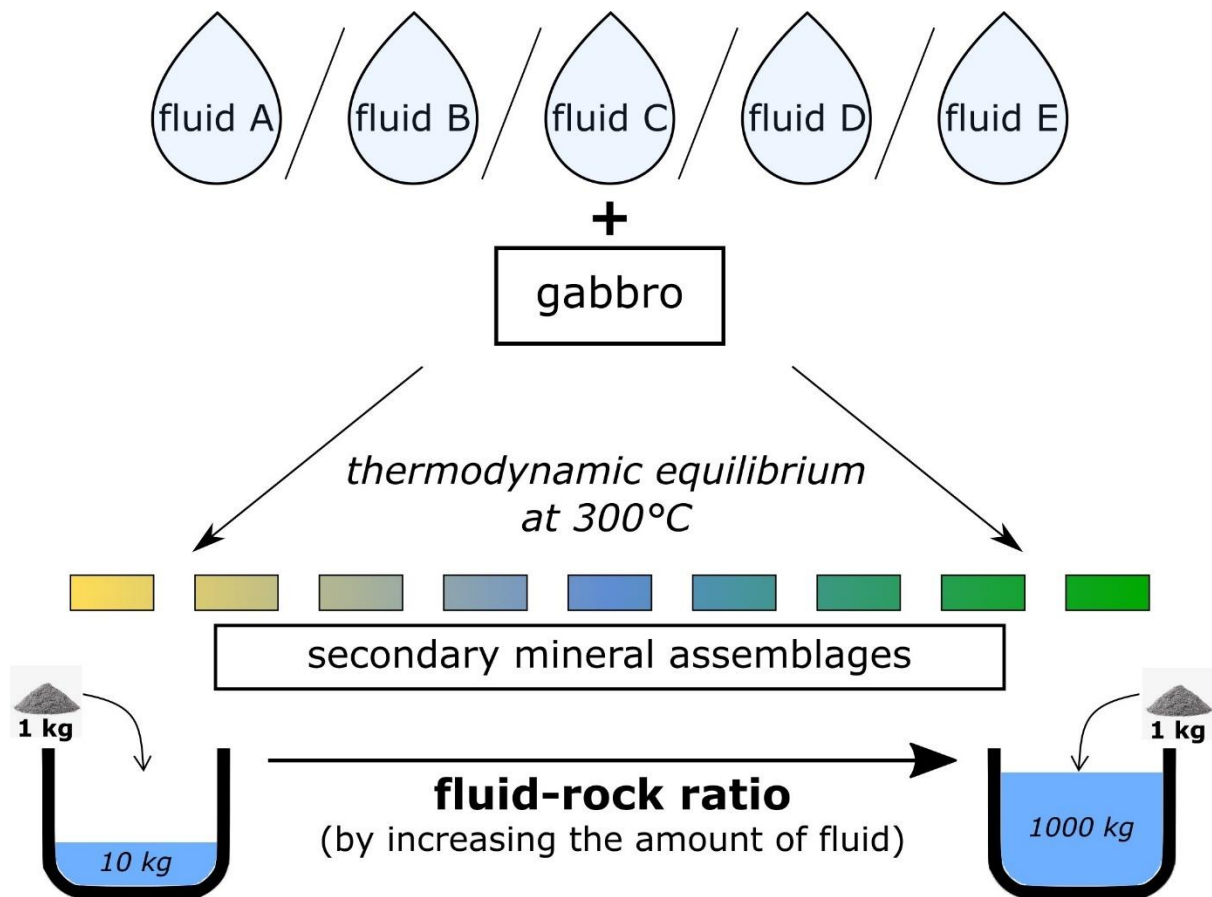 fluid A
fluid B
fluid C
fluid D
fluid E
+
gabbro
thermodynamic equilibrium
at 300°C
secondary mineral assemblages
1 kg
1 kg
fluid-rock ratio
(by increasing the amount of fluid)
10 kg
1000 kg